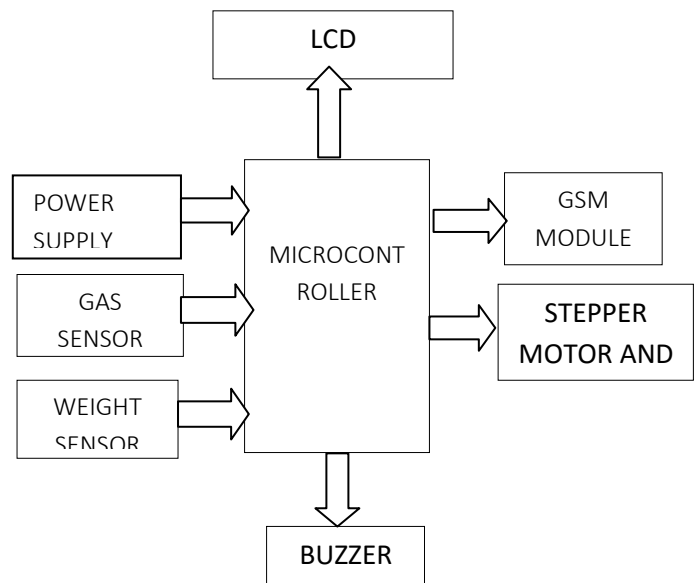 LCD
POWER
SUPPLY
GAS
SENSOR
WEIGHT
SENSOR
MICROCONT
ROLLER
GSM
MODULE
STEPPER
MOTOR AND
BUZZER